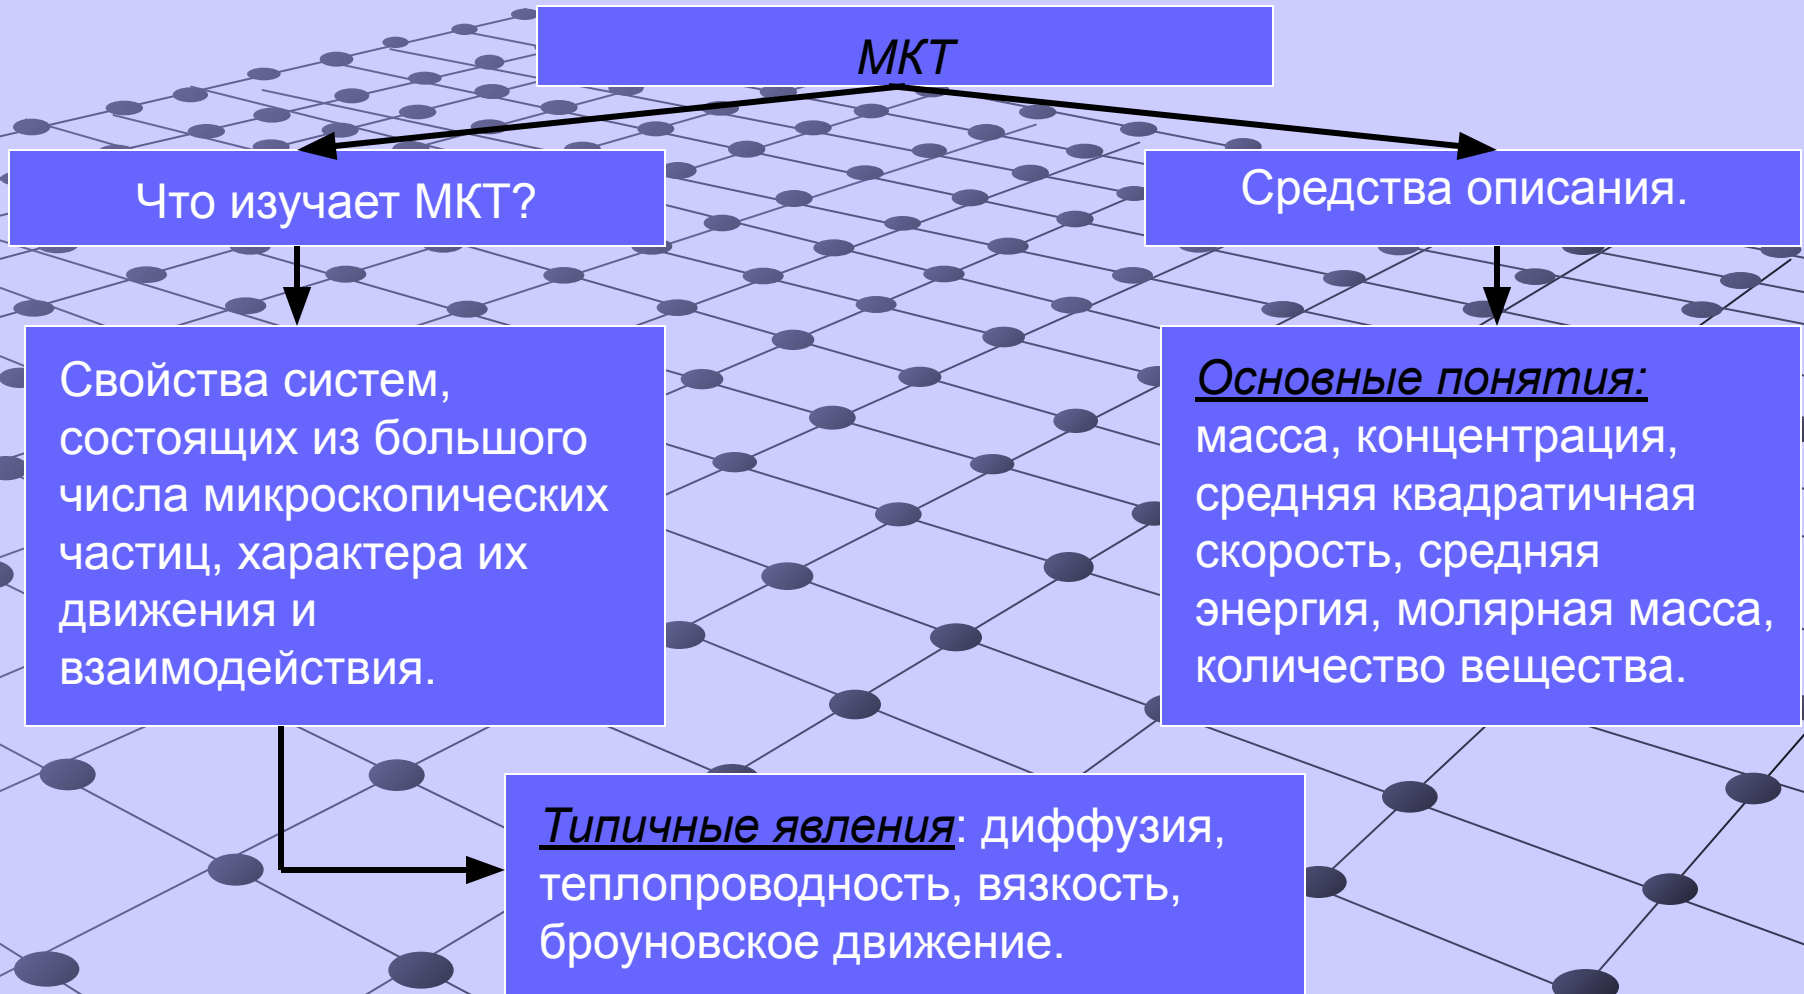 МКТ
Что изучает МКТ?
Средства описания.
Свойства систем,
состоящих из большого
числа микроскопических
частиц, характера их
движения и
взаимодействия.
Основные понятия:
масса, концентрация,
средняя квадратичная
скорость, средняя
энергия, молярная масса,
количество вещества.
Типичные явления: диффузия,
теплопроводность, вязкость,
броуновское движение.